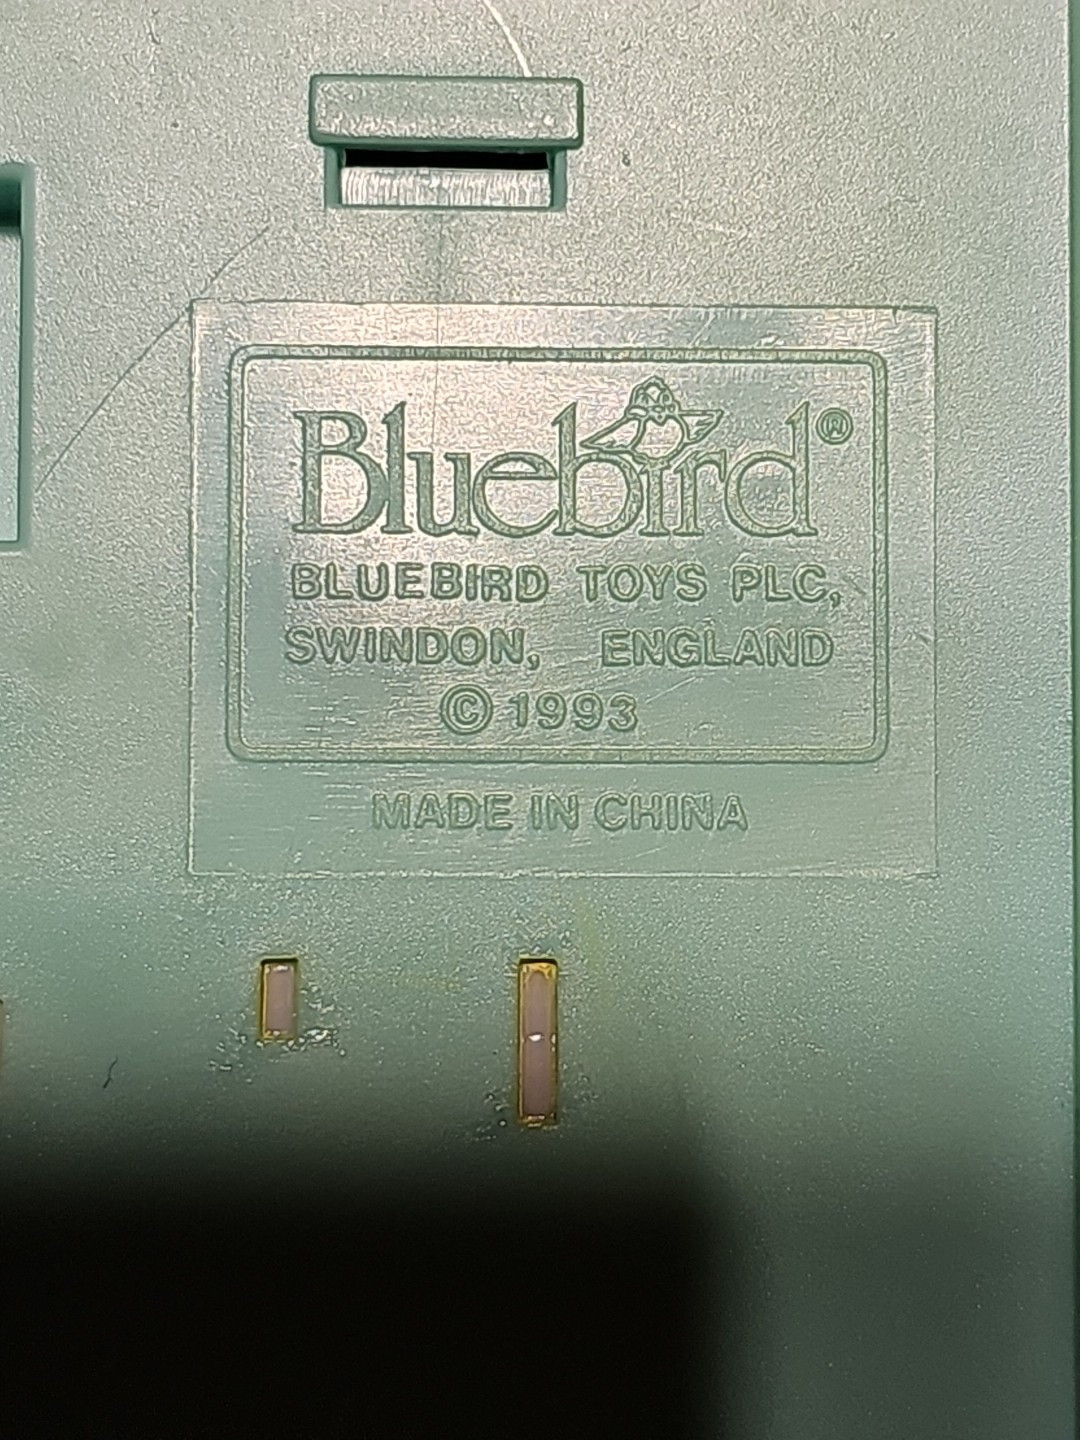 Bluebird®
BLUEBIRD TOYS PLC,
SWINDON, ENGLAND
© 1993
MADE IN CHINA